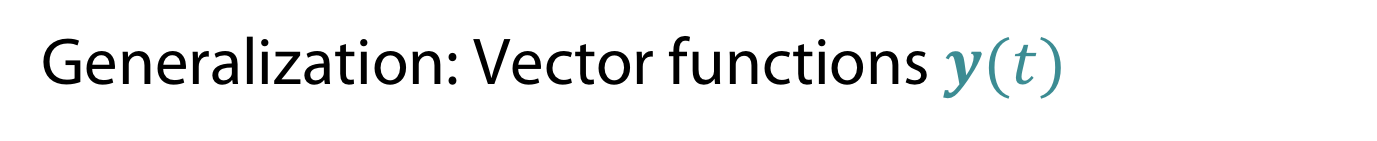 Generalization: Vector functions y(t)